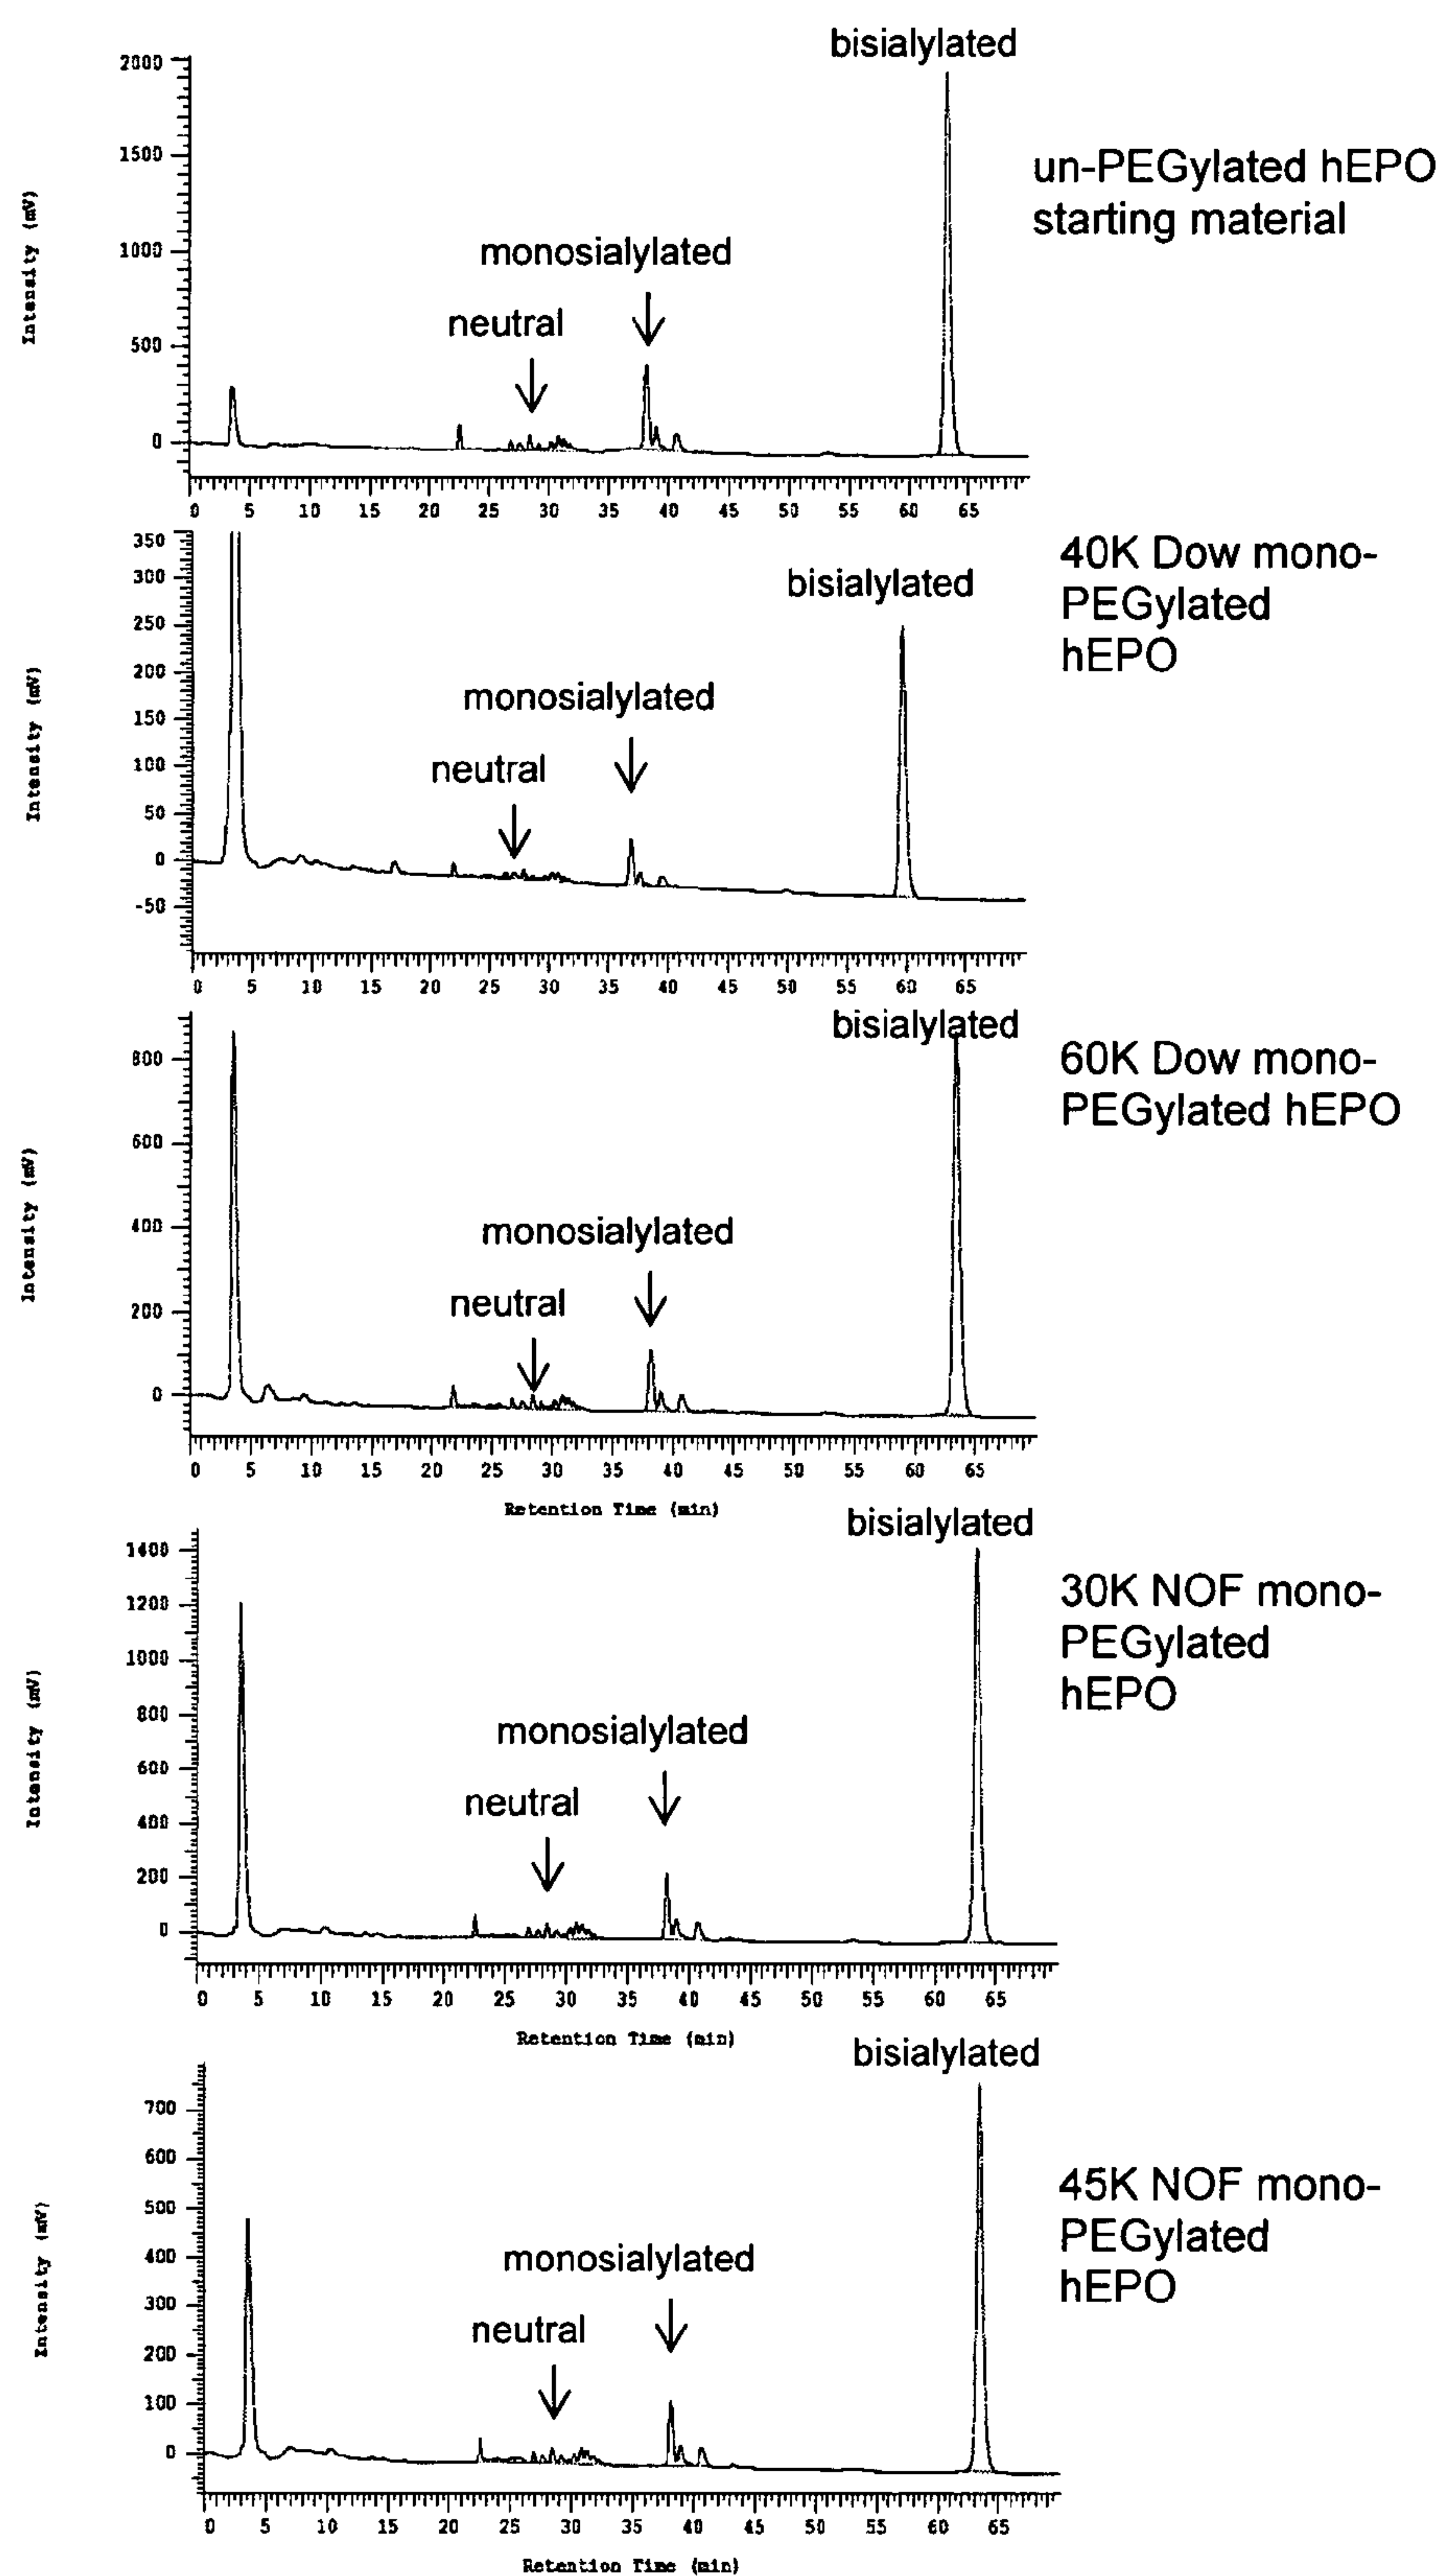 bisialylated
un-PEGylated hEPO
starting material
monosialylated
neutral
Intensity (mV)
2000
1500
1000
500
0
0 5 10 15 20 25 30 35 40 45 50 55 60 65
40K Dow mono-
PEGylated
hEPO
bisialylated
monosialylated
neutral
Intensity (mV)
350
300
250
200
150
100
50
0
-50
0 5 10 15 20 25 30 35 40 45 50 55 60 65
bisialylated
60K Dow mono-
PEGylated hEPO
monosialylated
neutral
Intensity (mV)
800
600
400
200
0
0 5 10 15 20 25 30 35 40 45 50 55 60 65
Retention Time (min)
bisialylated
30K NOF mono-
PEGylated
hEPO
monosialylated
neutral
Intensity (mV)
1400
1200
1000
800
600
400
200
0
0 5 10 15 20 25 30 35 40 45 50 55 60 65
Retention Time (min)
bisialylated
45K NOF mono-
PEGylated
hEPO
monosialylated
neutral
Intensity (mV)
700
600
500
400
300
200
100
0
0 5 10 15 20 25 30 35 40 45 50 55 60 65
Retention Time (min)